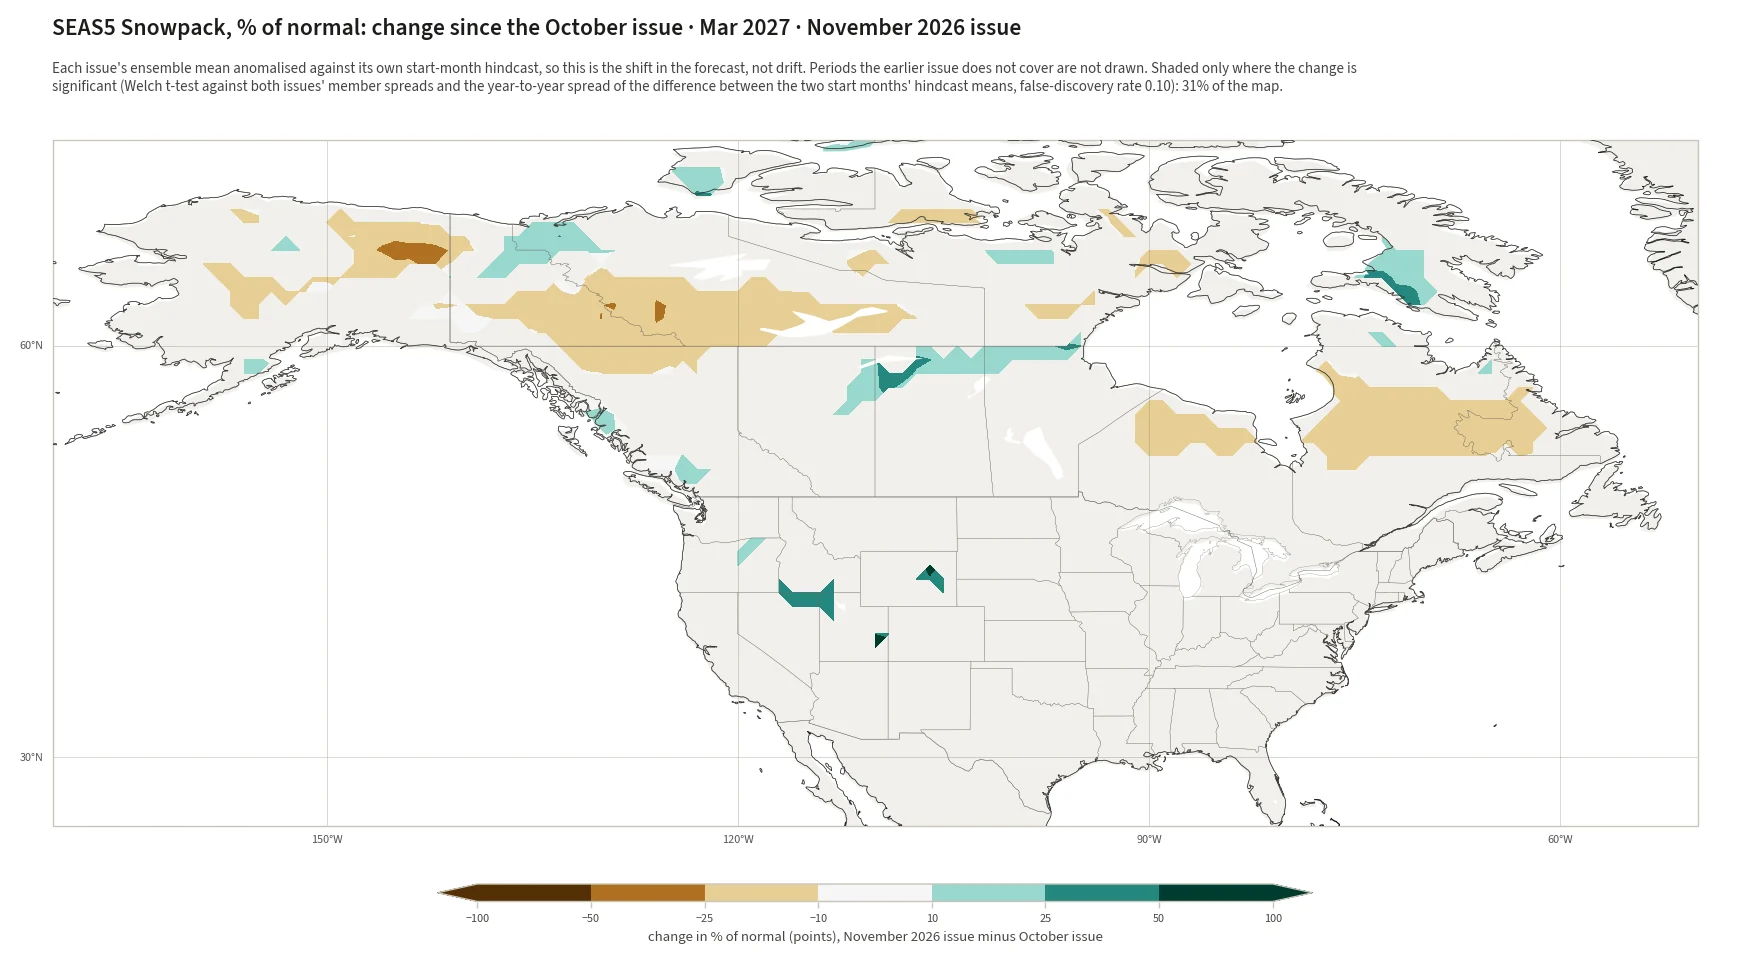 SEAS5 Snowpack, % of normal: change since the October issue · Mar 2027 · November 2026 issue
Each issue's ensemble mean anomalised against its own start-month hindcast, so this is the shift in the forecast, not drift. Periods the earlier issue does not cover are not drawn. Shaded only where the change is
significant (Welch t-test against both issues' member spreads and the year-to-year spread of the difference between the two start months' hindcast means, false-discovery rate 0.10): 31% of the map.
60°N
30°N
150°W 120°W 90°W 60°W
−100 −50 −25 −10 10 25 50 100
change in % of normal (points), November 2026 issue minus October issue